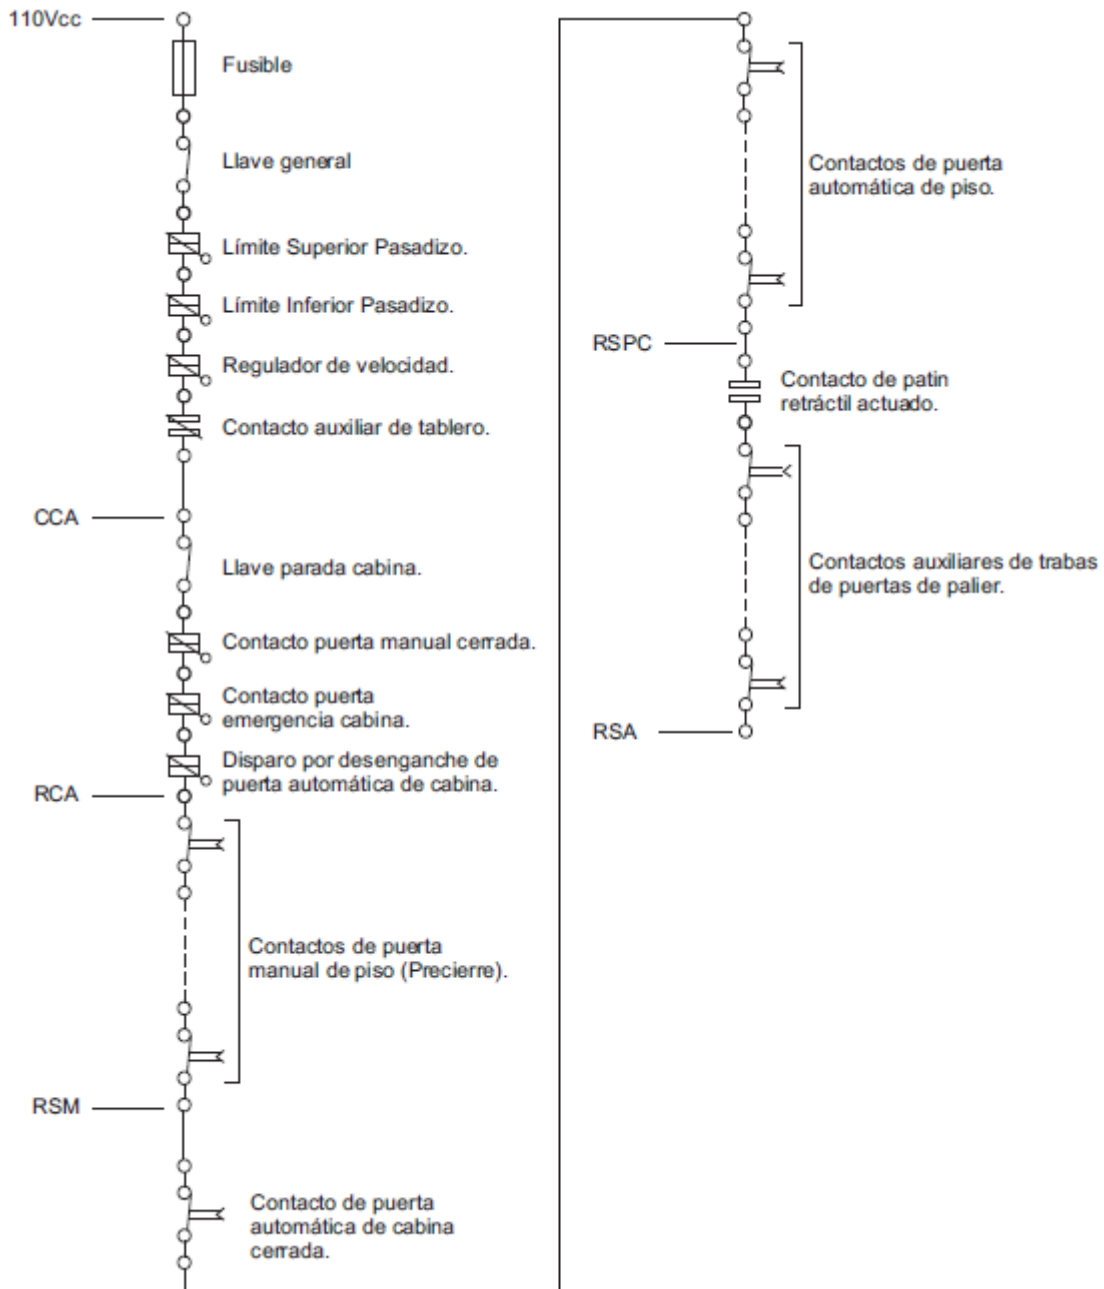 110Vcc
Fusible
Llave general
Límite Superior Pasadizo.
Límite Inferior Pasadizo.
Regulador de velocidad.
Contacto auxiliar de tablero.
CCA
Llave parada cabina.
Contacto puerta manual cerrada.
Contacto puerta
emergencia cabina.
Disparo por desenganche de
puerta automática de cabina.
RCA
Contactos de puerta
manual de piso (Precierre).
RSM
Contacto de puerta
automática de cabina
cerrada.
Contactos de puerta
automática de piso.
RSPC
Contacto de patin
retráctil actuado.
Contactos auxiliares de trabas
de puertas de palier.
RSA